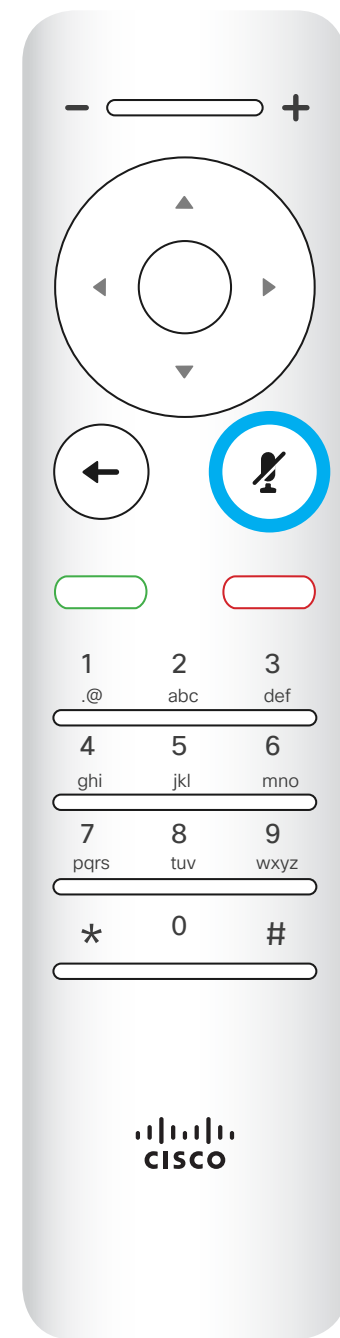 - +
1 2 3
.@ abc def
4 5 6
ghi jkl mno
7 8 9
pqrs tuv wxyz
* 0 #
CISCO